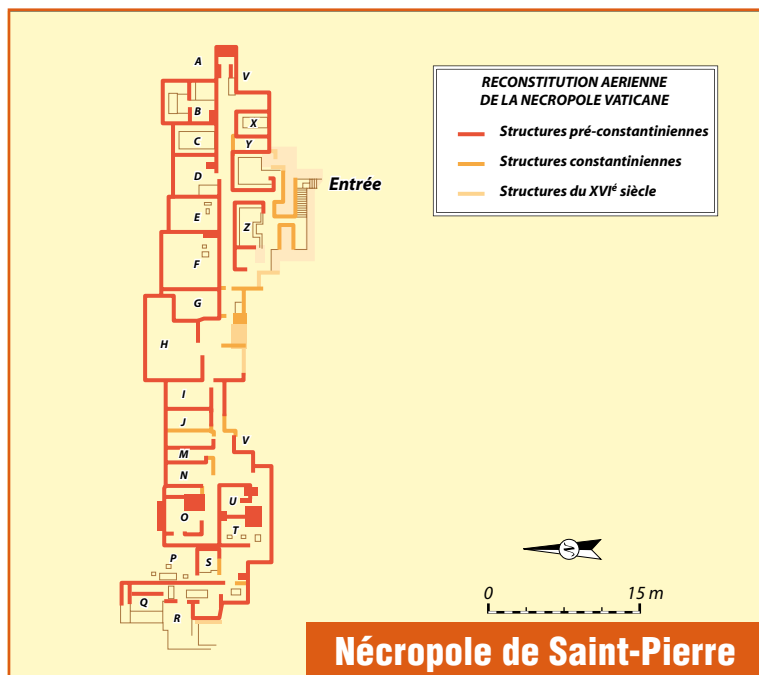 A
V
B
X
C
Y
D
Entrée
E
Z
F
G
H
I
J
V
M
N
U
O
T
P
S
Q
R
RECONSTITUTION AERIENNE
DE LA NECROPOLE VATICANE
Structures pré-constantiniennes
Structures constantiniennes
Structures du XVIé siècle
N
0 15 m
Nécropole de Saint-Pierre